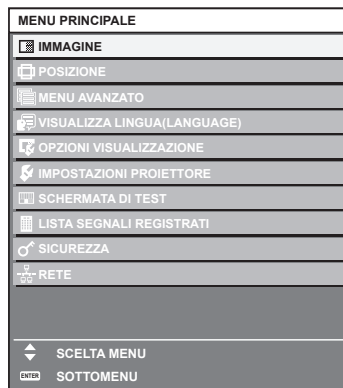 MENU PRINCIPALE
IMMAGINE
POSIZIONE
MENU AVANZATO
VISUALIZZA LINGUA(LANGUAGE)
OPZIONI VISUALIZZAZIONE
IMPOSTAZIONI PROIETTORE
SCHERMATA DI TEST
LISTA SEGNALI REGISTRATI
SICUREZZA
RETE
SCELTA MENU
ENTER SOTTOMENU